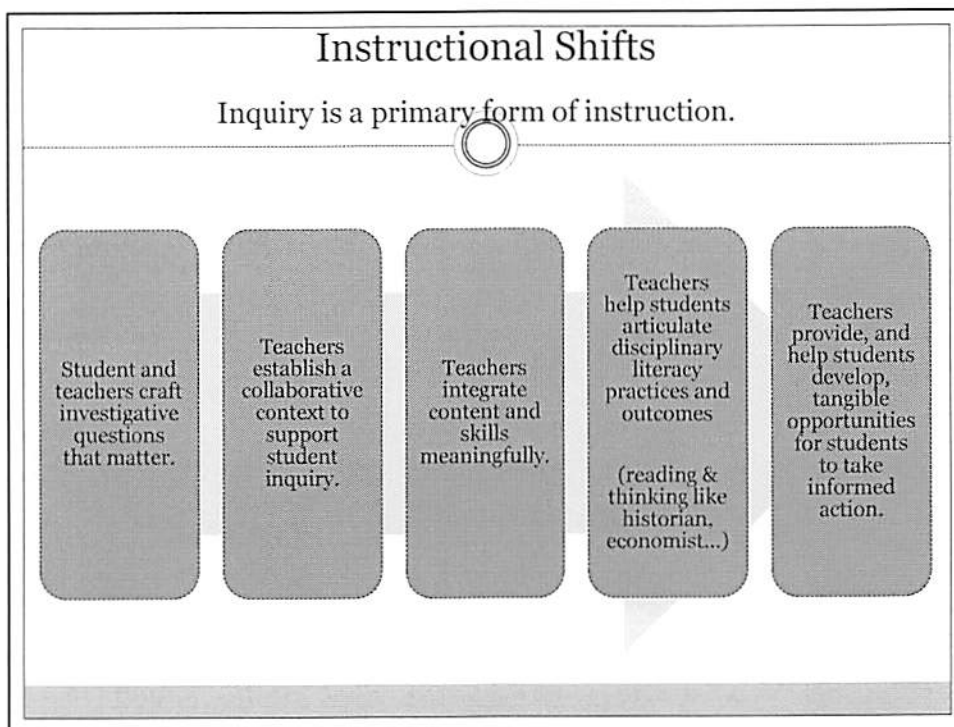 Instructional Shifts
Inquiry is a primary form of instruction.
Student and
teachers craft
investigative
questions
that matter.
Teachers
establish a
collaborative
context to
support
student
inquiry.
Teachers
integrate
content and
skills
meaningfully.
Teachers
help students
articulate
disciplinary
literacy
practices and
outcomes
(reading &
thinking like
historian,
economist...)
Teachers
provide, and
help students
develop,
tangible
opportunities
for students
to take
informed
action.